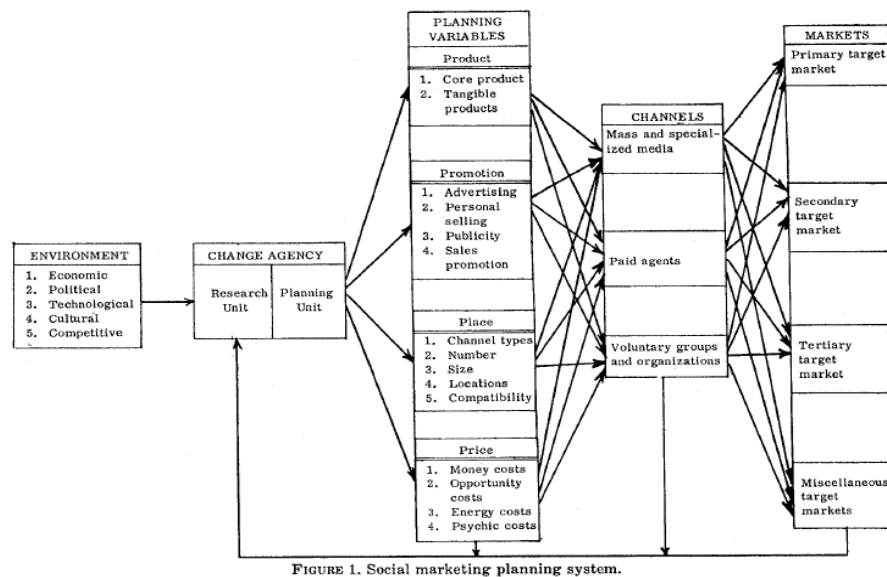 ENVIRONMENT
1. Economic
2. Political
3. Technological
4. Cultural
5. Competitive
CHANGE AGENCY
Research
Unit
Planning
Unit
PLANNING
VARIABLES
Product
1. Core product
2. Tangible
products
Promotion
1. Advertising
2. Personal
selling
3. Publicity
4. Sales
promotion
Place
1. Channel types
2. Number
3. Size
4. Locations
5. Compatibility
Price
1. Money costs
2. Opportunity
costs
3. Energy costs
4. Psychic costs
CHANNELS
Mass and special-
ized media
Paid agents
Voluntary groups
and organizations
MARKETS
Primary target
market
Secondary
target
market
Tertiary
target
market
Miscellaneous
target
markets
FIGURE 1. Social marketing planning system.